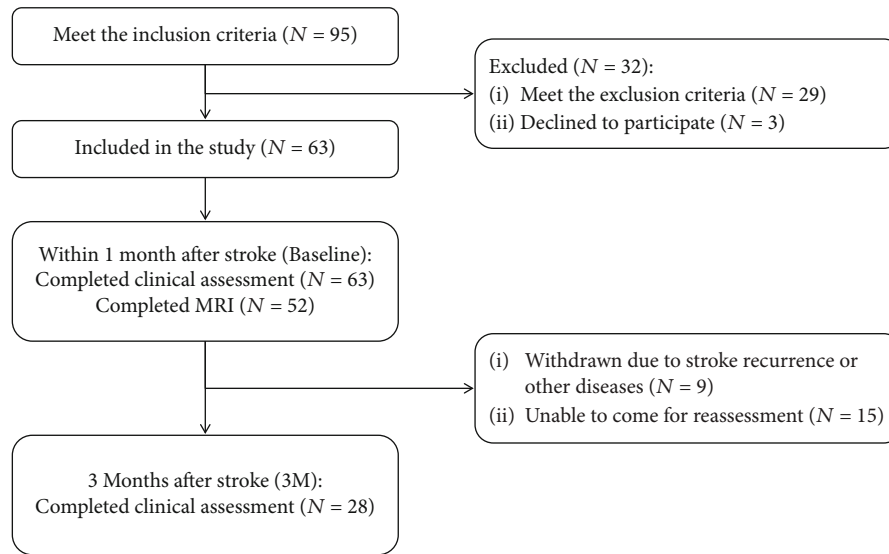 Meet the inclusion criteria (N = 95)
Excluded (N = 32):
(i) Meet the exclusion criteria (N = 29)
(ii) Declined to participate (N = 3)
Included in the study (N = 63)
Within 1 month after stroke (Baseline):
Completed clinical assessment (N = 63)
Completed MRI (N = 52)
(i) Withdrawn due to stroke recurrence or
other diseases (N = 9)
(ii) Unable to come for reassessment (N = 15)
3 Months after stroke (3M):
Completed clinical assessment (N = 28)